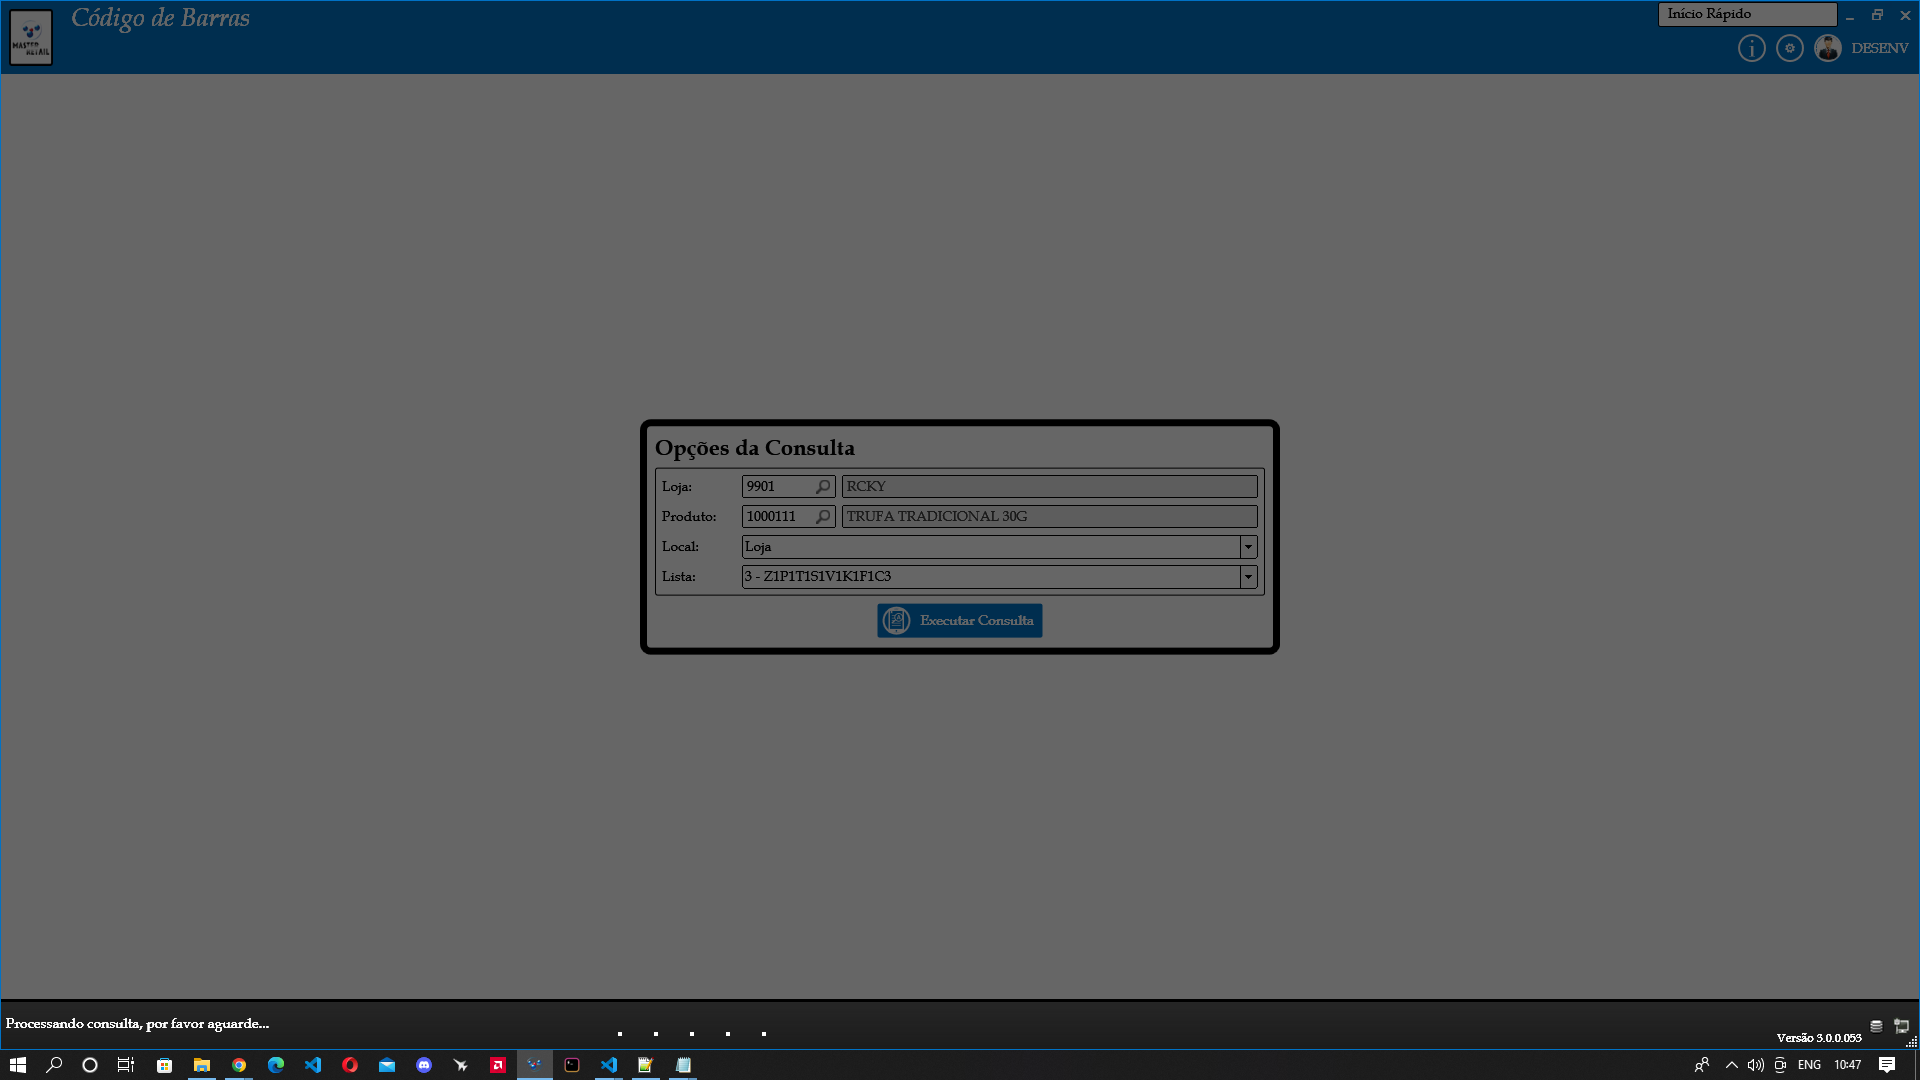 Código de Barras
Início Rápido
MASTER
RETAIL
DESENV
Opções da Consulta
Loja: 9901 RCKY
Produto: 1000111 TRUFA TRADICIONAL 30G
Local: Loja
Lista: 3 - Z1P1T1S1V1K1F1C3
Executar Consulta
Processando consulta, por favor aguarde...
Versão 3.0.0.053
ENG 10:47